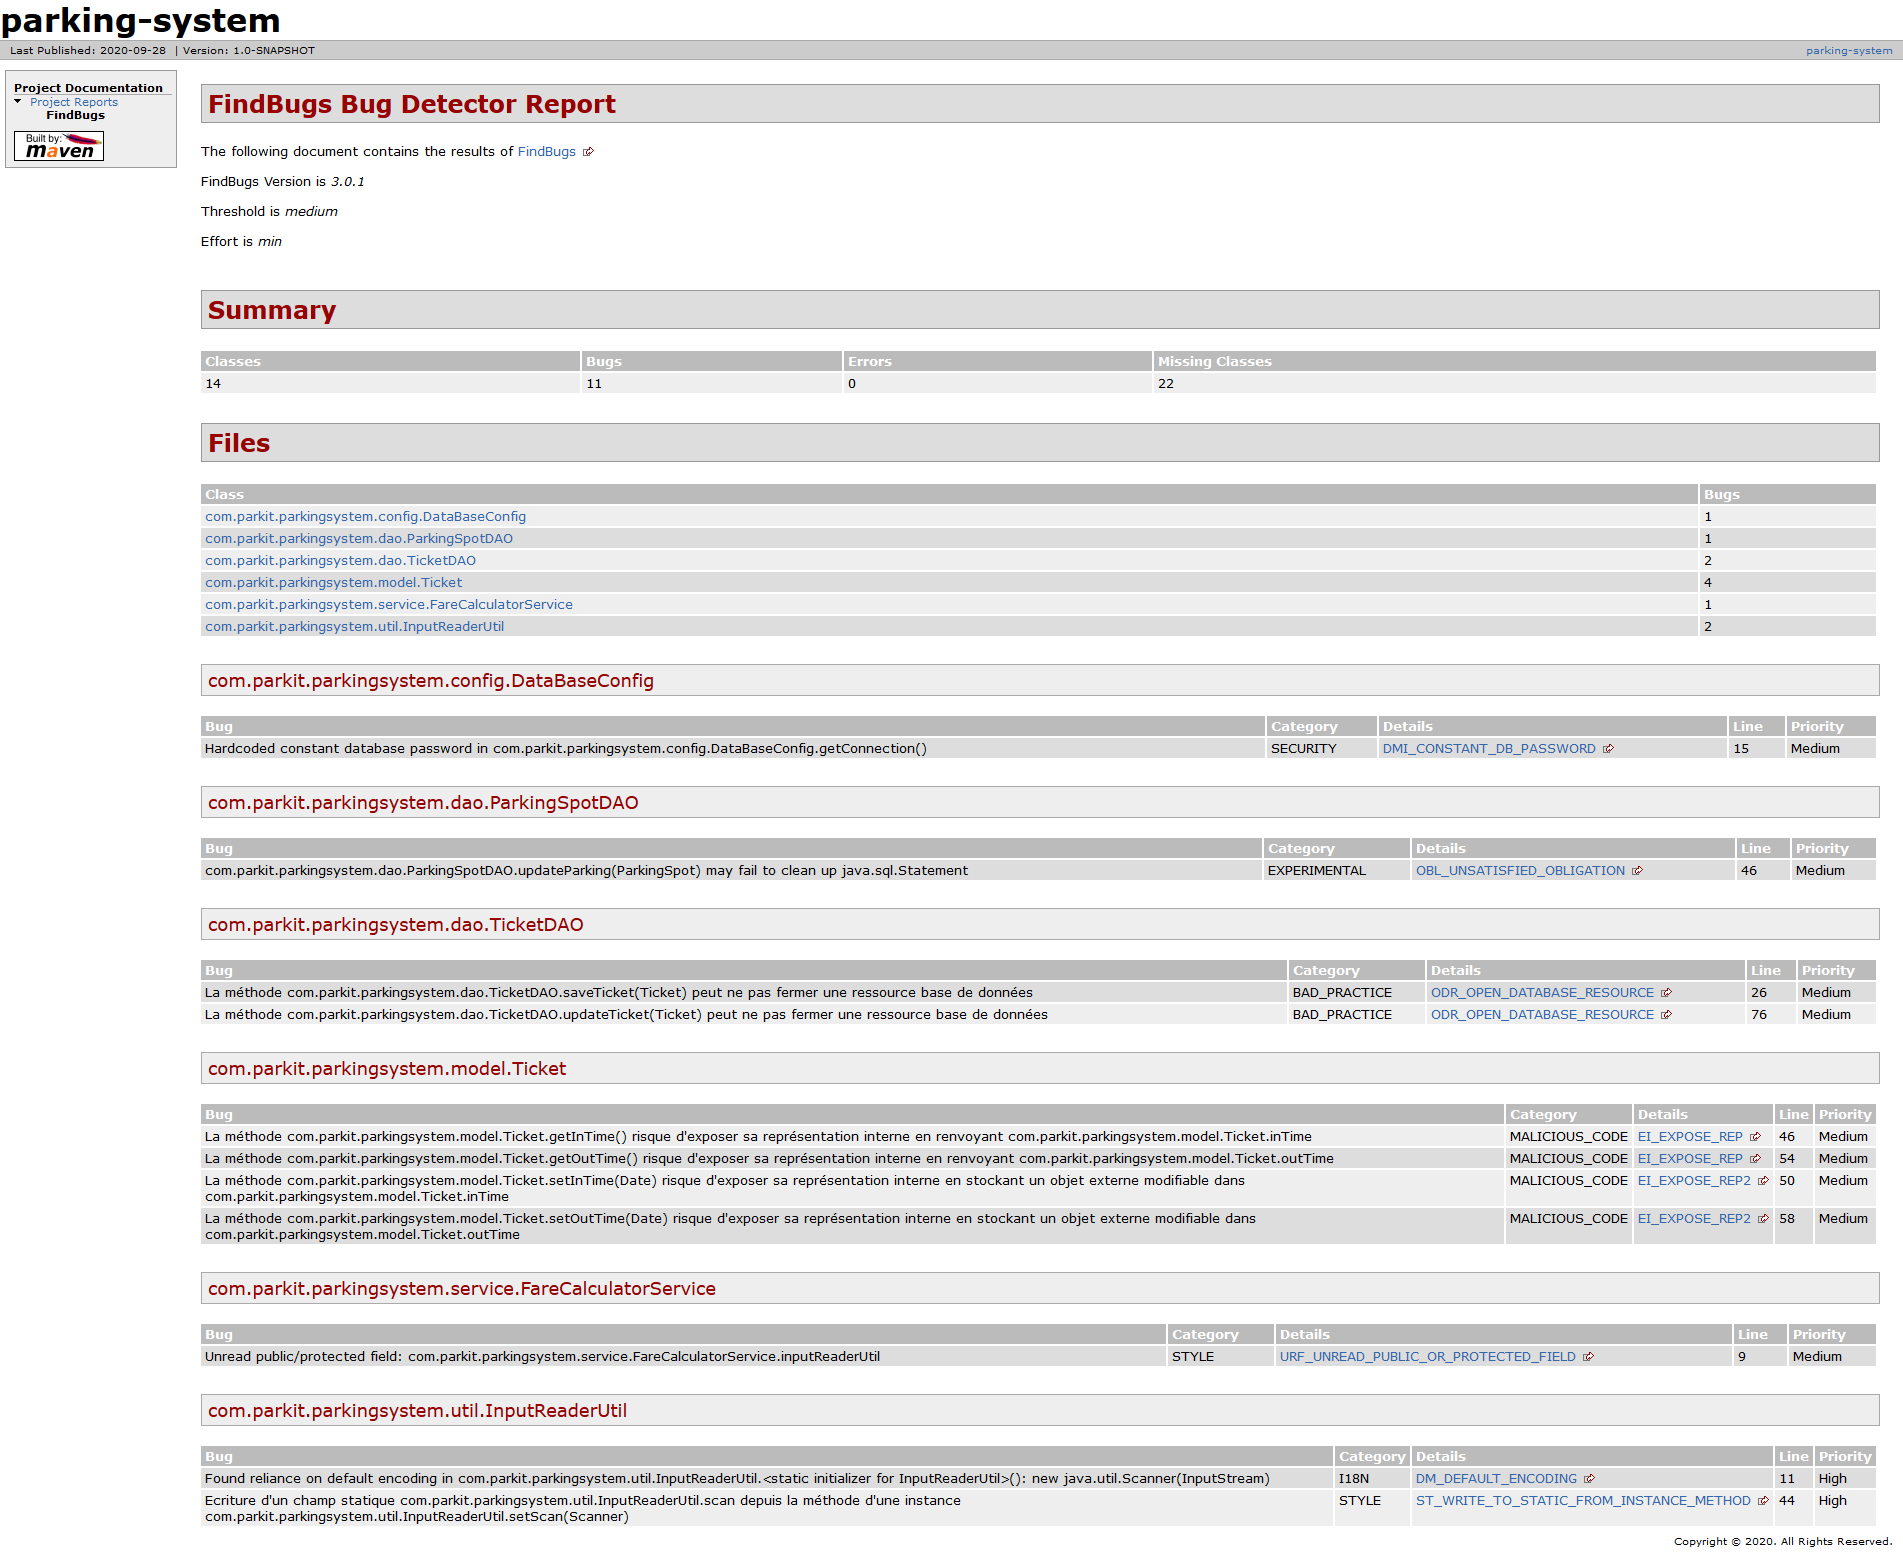 parking-system
Last Published: 2020-09-28 | Version: 1.0-SNAPSHOT
parking-system
Project Documentation
Project Reports
FindBugs
Built by:
maven
FindBugs Bug Detector Report
The following document contains the results of FindBugs
FindBugs Version is 3.0.1
Threshold is medium
Effort is min
Summary
Classes Bugs Errors Missing Classes
14 11 0 22
Files
Class Bugs
com.parkit.parkingsystem.config.DataBaseConfig 1
com.parkit.parkingsystem.dao.ParkingSpotDAO 1
com.parkit.parkingsystem.dao.TicketDAO 2
com.parkit.parkingsystem.model.Ticket 4
com.parkit.parkingsystem.service.FareCalculatorService 1
com.parkit.parkingsystem.util.InputReaderUtil 2
com.parkit.parkingsystem.config.DataBaseConfig
Bug Category Details Line Priority
Hardcoded constant database password in com.parkit.parkingsystem.config.DataBaseConfig.getConnection() SECURITY DMI_CONSTANT_DB_PASSWORD 15 Medium
com.parkit.parkingsystem.dao.ParkingSpotDAO
Bug Category Details Line Priority
com.parkit.parkingsystem.dao.ParkingSpotDAO.updateParking(ParkingSpot) may fail to clean up java.sql.Statement EXPERIMENTAL OBL_UNSATISFIED_OBLIGATION 46 Medium
com.parkit.parkingsystem.dao.TicketDAO
Bug Category Details Line Priority
La méthode com.parkit.parkingsystem.dao.TicketDAO.saveTicket(Ticket) peut ne pas fermer une ressource base de données BAD_PRACTICE ODR_OPEN_DATABASE_RESOURCE 26 Medium
La méthode com.parkit.parkingsystem.dao.TicketDAO.updateTicket(Ticket) peut ne pas fermer une ressource base de données BAD_PRACTICE ODR_OPEN_DATABASE_RESOURCE 76 Medium
com.parkit.parkingsystem.model.Ticket
Bug Category Details Line Priority
La méthode com.parkit.parkingsystem.model.Ticket.getInTime() risque d'exposer sa représentation interne en renvoyant com.parkit.parkingsystem.model.Ticket.inTime MALICIOUS_CODE EI_EXPOSE_REP 46 Medium
La méthode com.parkit.parkingsystem.model.Ticket.getOutTime() risque d'exposer sa représentation interne en renvoyant com.parkit.parkingsystem.model.Ticket.outTime MALICIOUS_CODE EI_EXPOSE_REP 54 Medium
La méthode com.parkit.parkingsystem.model.Ticket.setInTime(Date) risque d'exposer sa représentation interne en stockant un objet externe modifiable dans MALICIOUS_CODE EI_EXPOSE_REP2 50 Medium
com.parkit.parkingsystem.model.Ticket.inTime
La méthode com.parkit.parkingsystem.model.Ticket.setOutTime(Date) risque d'exposer sa représentation interne en stockant un objet externe modifiable dans MALICIOUS_CODE EI_EXPOSE_REP2 58 Medium
com.parkit.parkingsystem.model.Ticket.outTime
com.parkit.parkingsystem.service.FareCalculatorService
Bug Category Details Line Priority
Unread public/protected field: com.parkit.parkingsystem.service.FareCalculatorService.inputReaderUtil STYLE URF_UNREAD_PUBLIC_OR_PROTECTED_FIELD 9 Medium
com.parkit.parkingsystem.util.InputReaderUtil
Bug Category Details Line Priority
Found reliance on default encoding in com.parkit.parkingsystem.util.InputReaderUtil.<static initializer for InputReaderUtil>(): new java.util.Scanner(InputStream) I18N DM_DEFAULT_ENCODING 11 High
Ecriture d'un champ statique com.parkit.parkingsystem.util.InputReaderUtil.scan depuis la méthode d'une instance STYLE ST_WRITE_TO_STATIC_FROM_INSTANCE_METHOD 44 High
com.parkit.parkingsystem.util.InputReaderUtil.setScan(Scanner)
Copyright © 2020. All Rights Reserved.